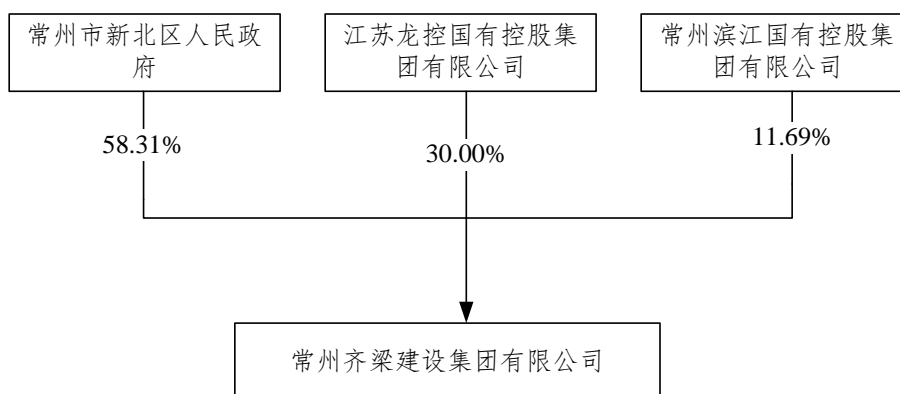 常州市新北区人民政
府
江苏龙控国有控股集
团有限公司
常州滨江国有控股集
团有限公司
58.31%
30.00%
11.69%
常州齐梁建设集团有限公司